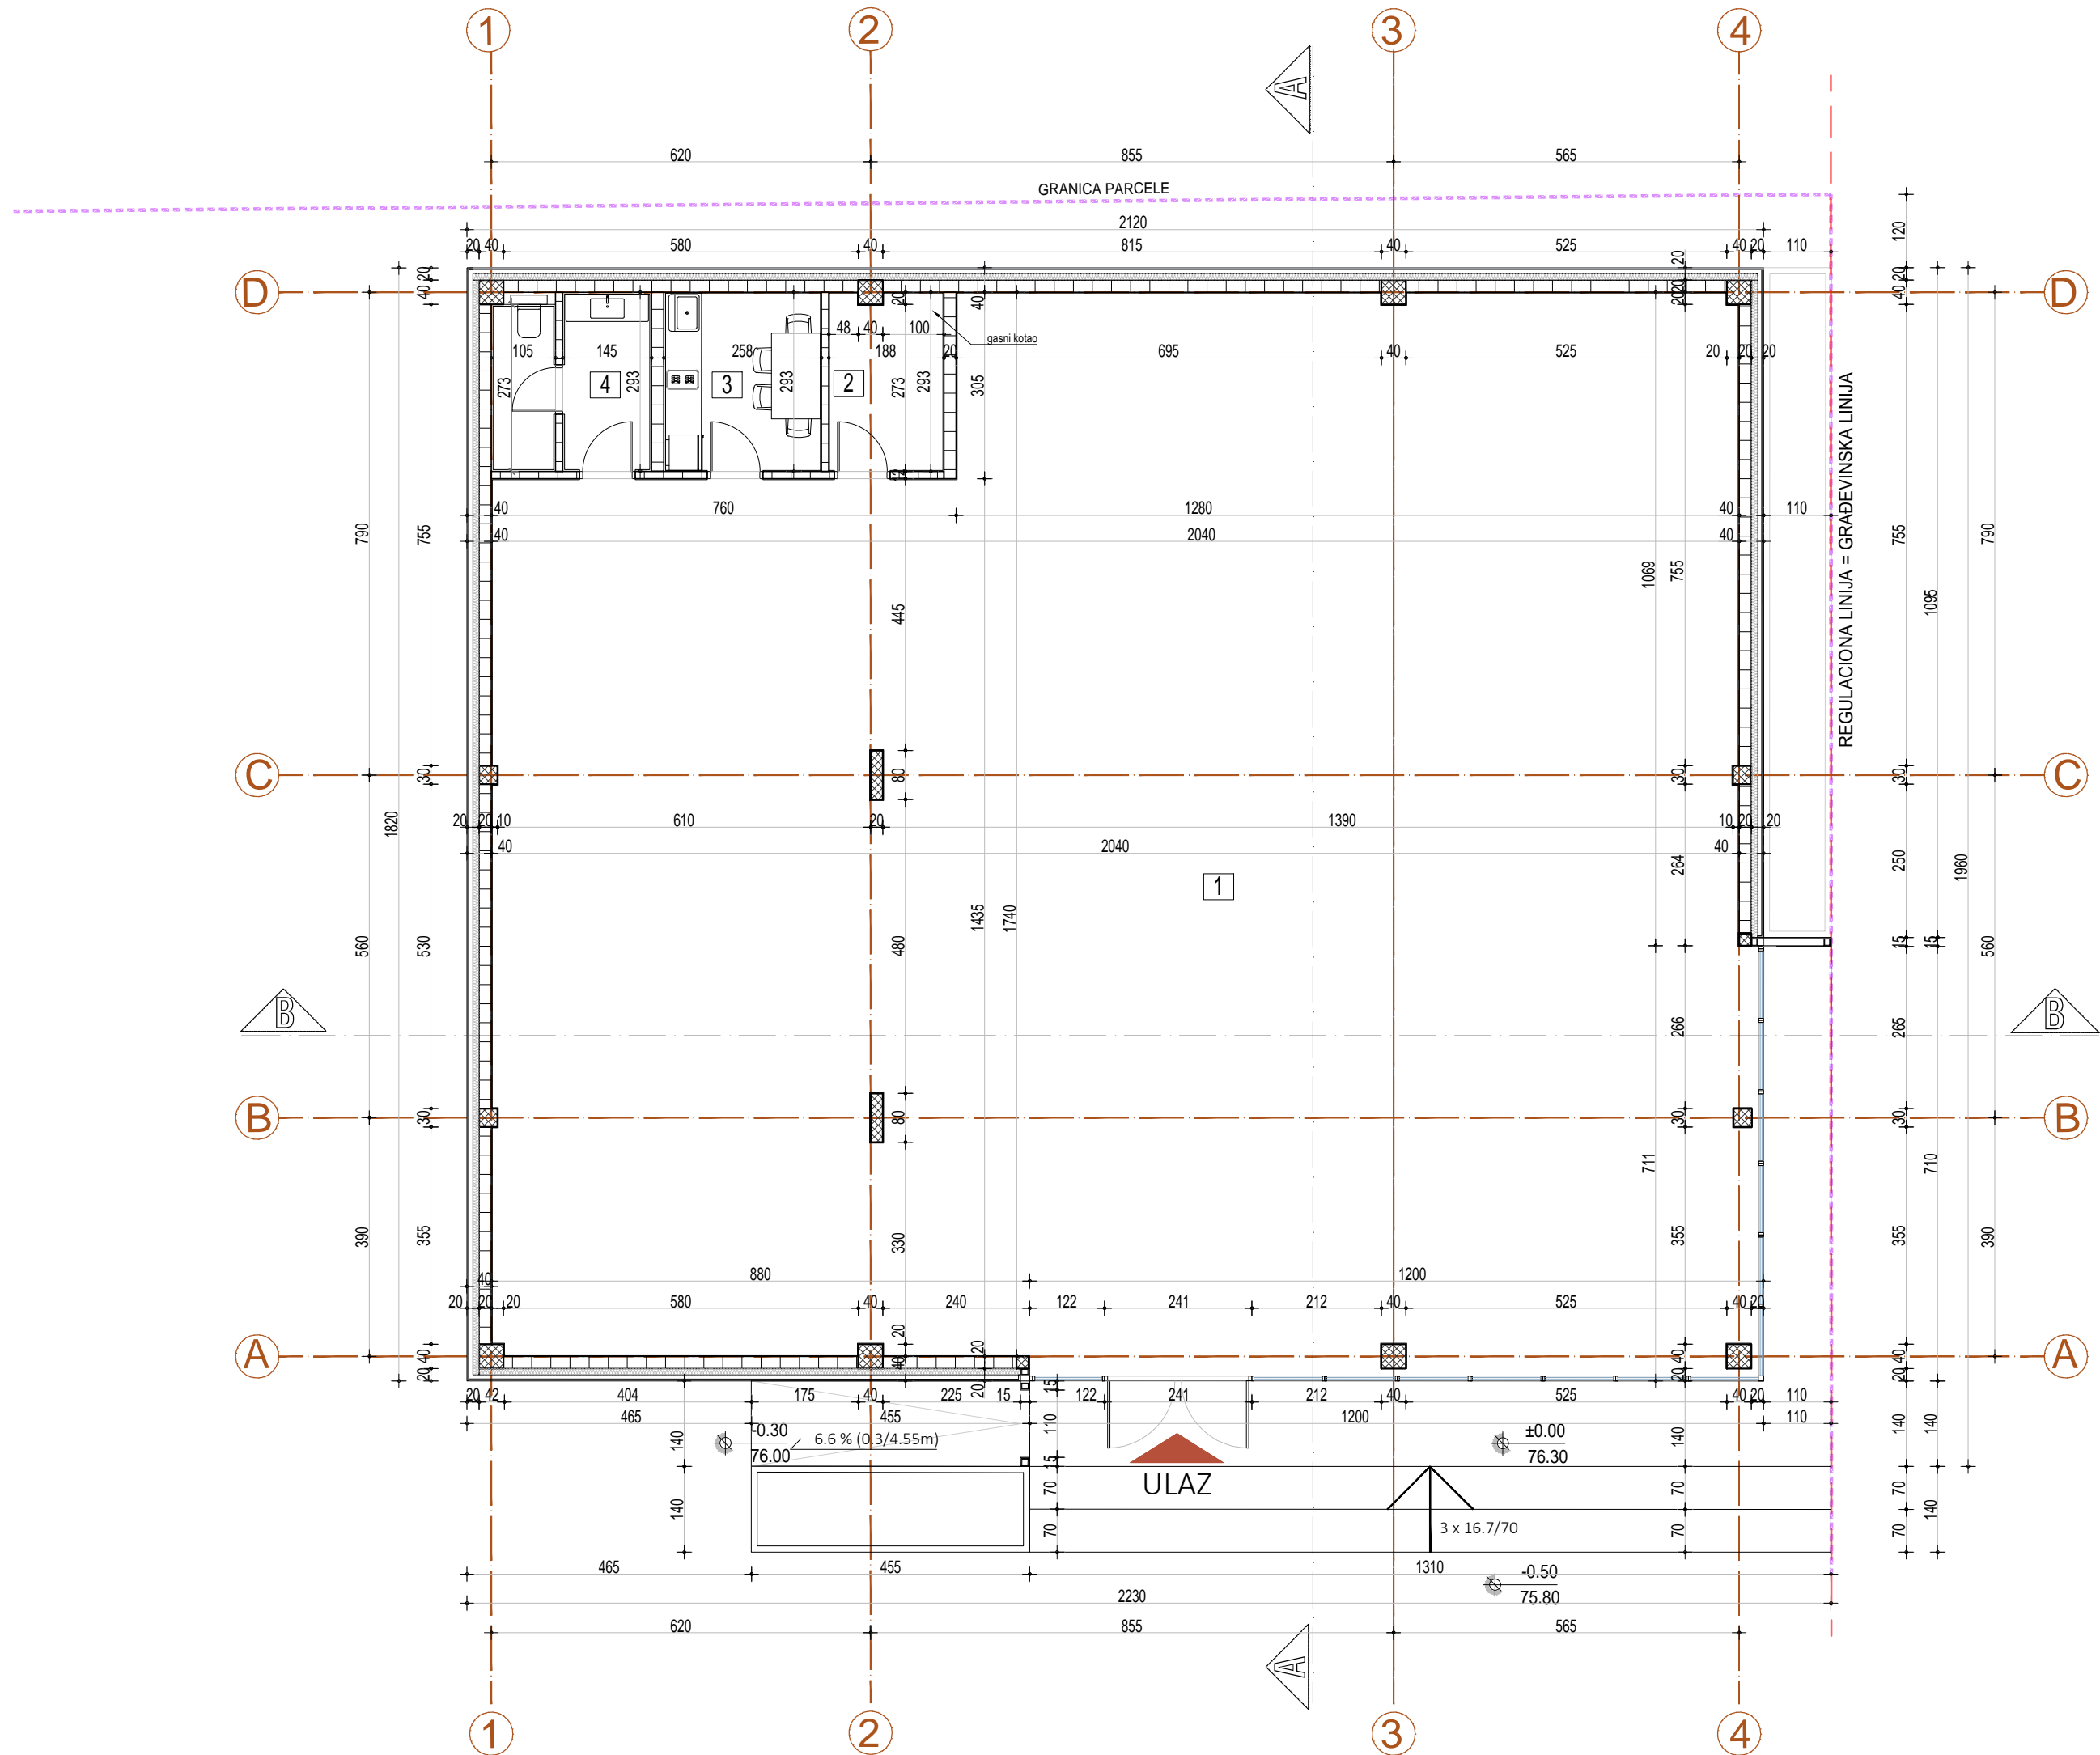 1 2 3 4
A
620 855 565
GRANICA PARCELE
2120
20 40 580 40 815 40 525 40 20 110
120
20
40
20
D D
40
20
20
40
20 20
40 20
48 40 100
gasni kotao
105 145 258 188 20 695 40 525 20 20 20
4 3 2
273 293 293 273 293 305
12
REGULACIONA LINIJA = GRAĐEVINSKA LINIJA
40 760 1280 40 110
40 2040 40
790 755 445 1069 755 755 1095 790
C C
30 80 30 30
20 20 10 610 20 1390 10 20 20
40 2040 40
1820
1
264 250 1960
1435 1740
560 530 480 15 15 560
B B
266 265
B B
30 80 30 30
711 710
390 355 330 355 355 390
40 880 1200
20 20 20 580 40 240 122 241 212 40 525 40 20
20 20
A A
40 40 40 40
20 20 20 20
20 42 404 175 40 225 15 15 122 241 212 40 525 40 20 110
465 455 1200 110
-0.30
76.00
6.6 % (0.3/4.55m)
±0.00
76.30
140 110 140 140 140
15
ULAZ
140 70 70 70 140
3 x 16.7/70
70 70 70
465 455 1310
-0.50
75.80
2230
620 855 565
A
1 2 3 4